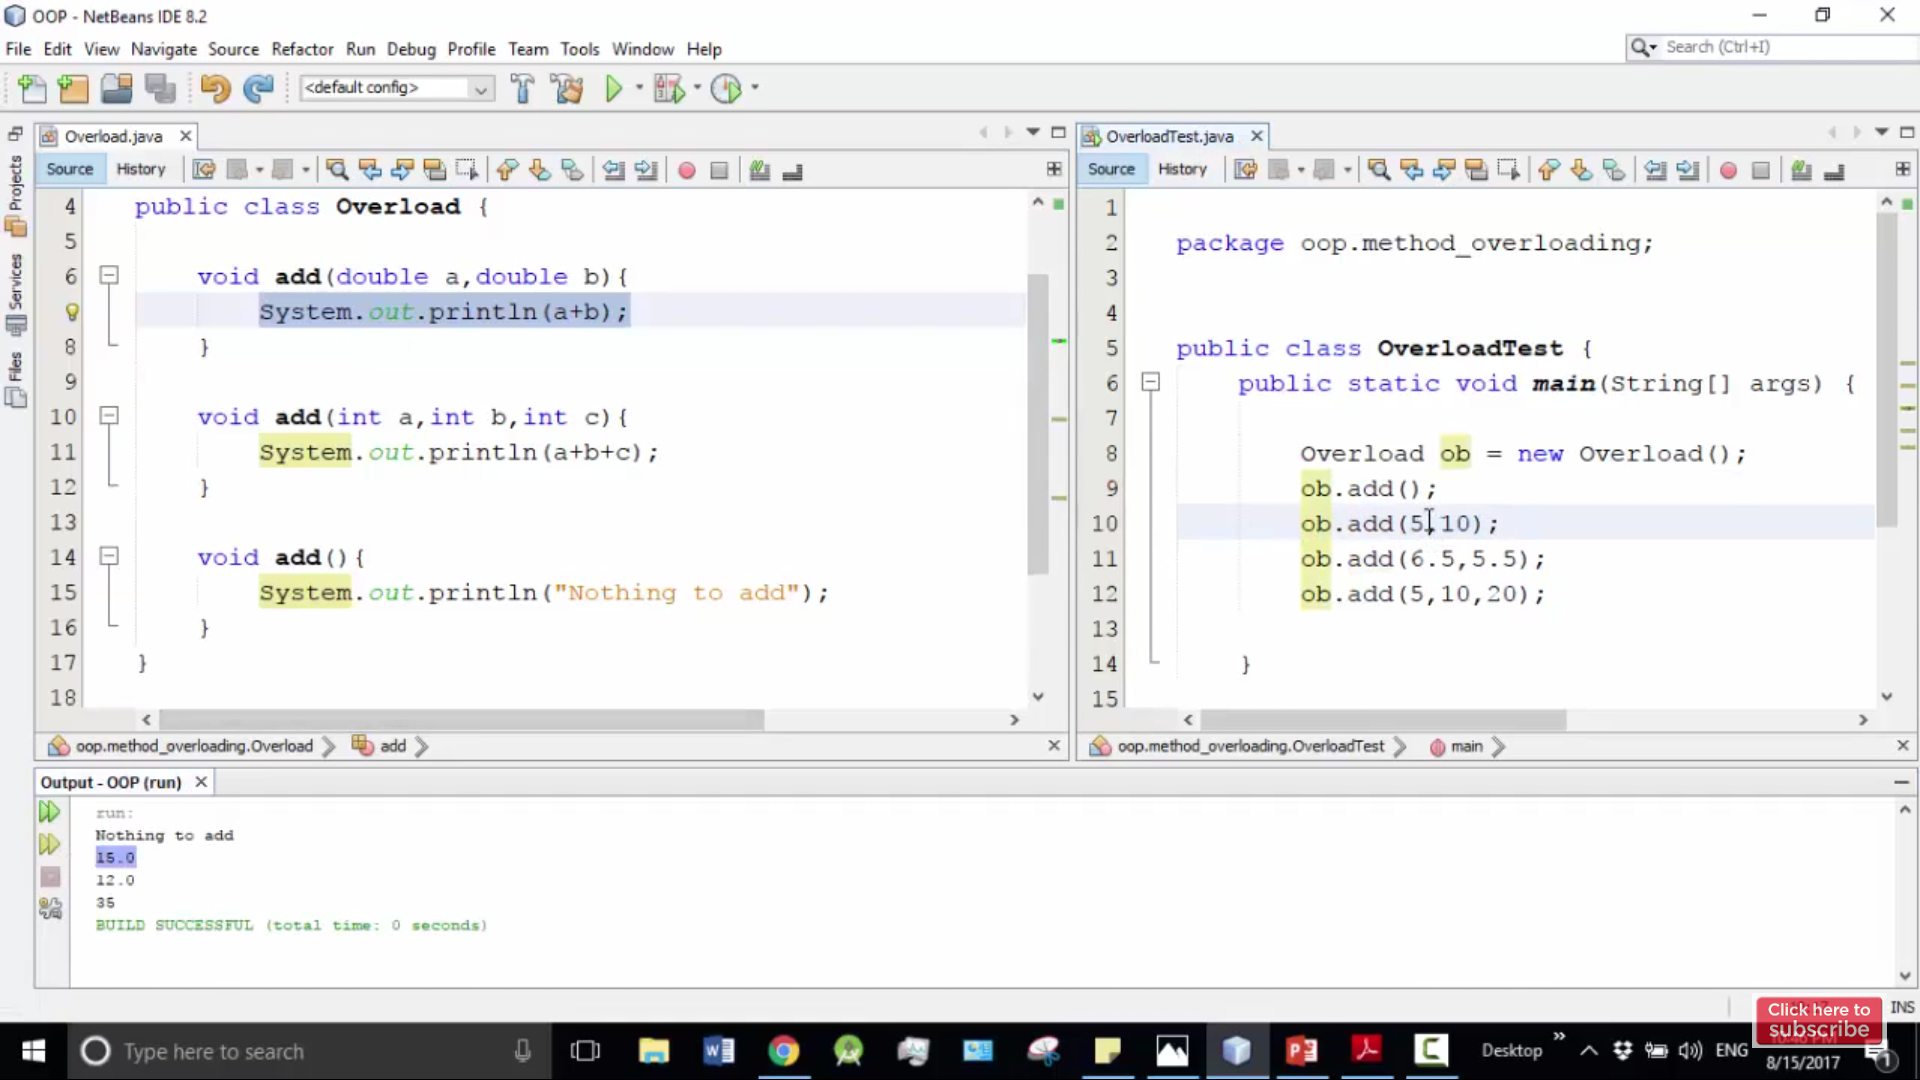 OOP - NetBeans IDE 8.2
File Edit View Navigate Source Refactor Run Debug Profile Team Tools Window Help
Search (Ctrl+I)
<default config>
Projects
Services
Files
Overload.java
Source History
4 public class Overload {
5
6 void add(double a,double b){
System.out.println(a+b);
8 }
9
10 void add(int a,int b,int c){
11 System.out.println(a+b+c);
12 }
13
14 void add(){
15 System.out.println("Nothing to add");
16 }
17 }
18
oop.method_overloading.Overload add
OverloadTest.java
Source History
1
2 package oop.method_overloading;
3
4
5 public class OverloadTest {
6 public static void main(String[] args) {
7
8 Overload ob = new Overload();
9 ob.add();
10 ob.add(5,10);
11 ob.add(6.5,5.5);
12 ob.add(5,10,20);
13
14 }
15
oop.method_overloading.OverloadTest main
Output - OOP (run)
run:
Nothing to add
15.0
12.0
35
BUILD SUCCESSFUL (total time: 0 seconds)
INS
Click here to
subscribe
Type here to search
Desktop
ENG
8/15/2017
1